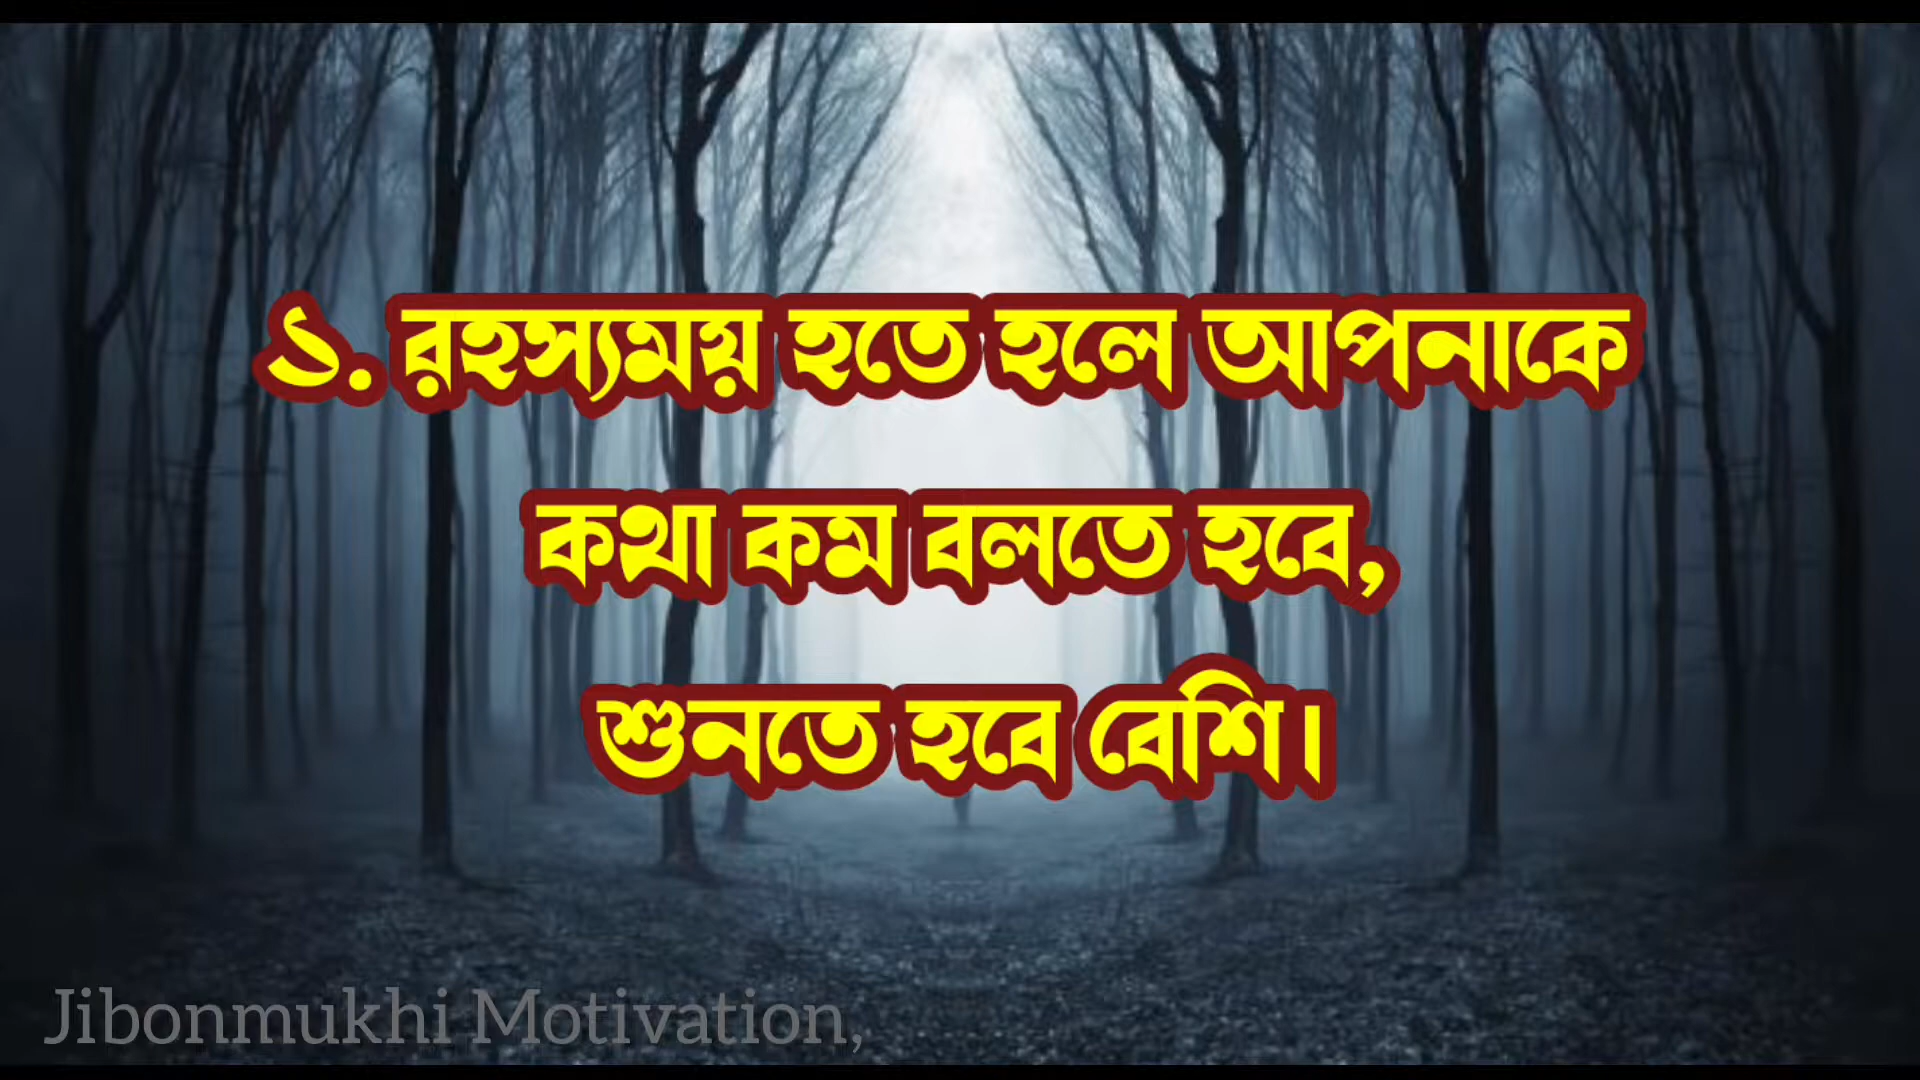 ১. রহস্যময় হতে হলে আপনাকে
কথা কম বলতে হবে,
শুনতে হবে বেশি।
Jibonmukhi Motivation,